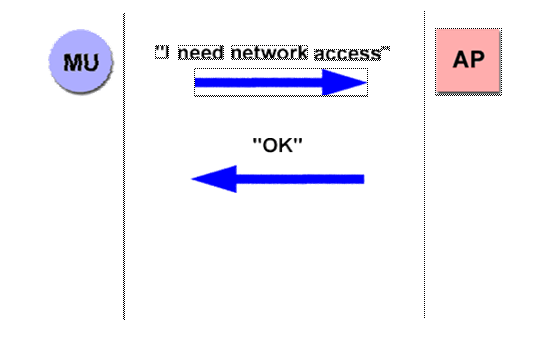 MU
"I need network access"
AP
"OK"